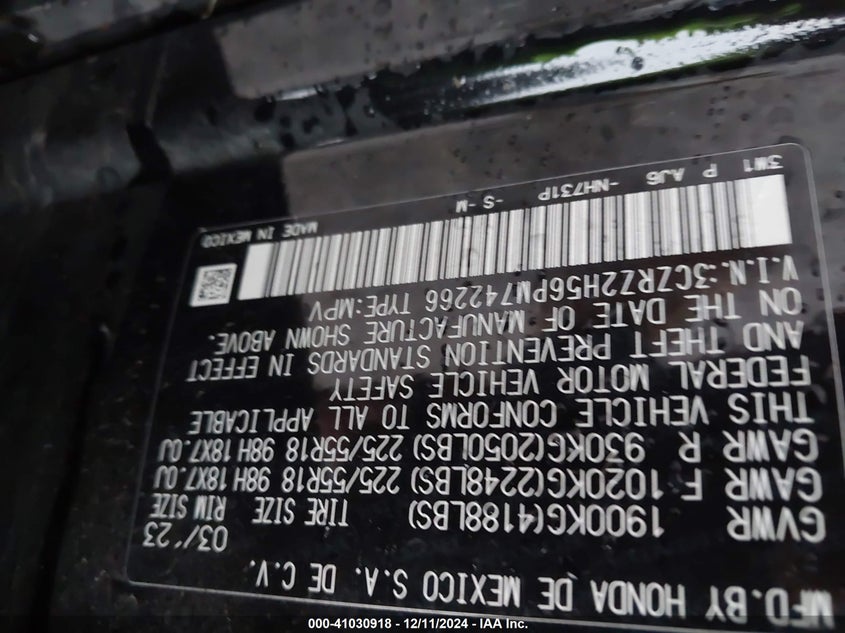 MFD.BY HONDA DE MEXICO S.A. DE C.V.
03/'23
GVWR 1900KG(4188LBS) TIRE SIZE RIM SIZE
GAWR F 1020KG(2248LBS) 225/55R18 98H 18X7.0J
GAWR R 930KG(2050LBS) 225/55R18 98H 18X7.0J
THIS VEHICLE CONFORMS TO ALL APPLICABLE
FEDERAL MOTOR VEHICLE SAFETY
AND THEFT PREVENTION STANDARDS IN EFFECT
ON THE DATE OF MANUFACTURE SHOWN ABOVE.
V.I.N.:3CZRZ2H56PM742266 TYPE:MPV
3W1 P AJ6 -NH731P -S -M MADE IN MEXICO
000-41030918 - 12/11/2024 - IAA Inc.